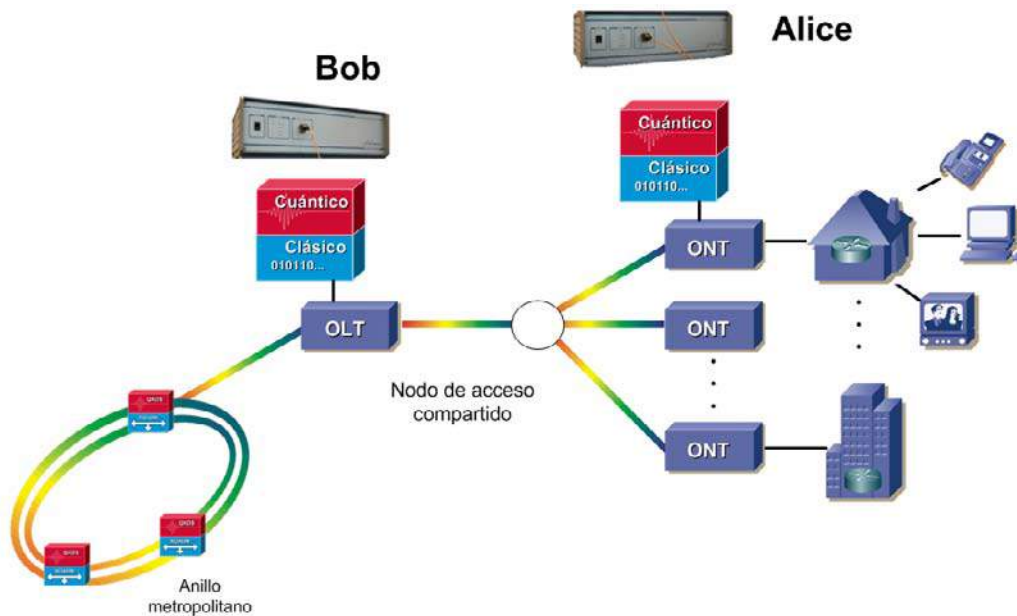 Alice
Bob
Cuántico
Clásico
010110...
ONT
Cuántico
Clásico
010110...
OLT
ONT
Nodo de acceso
compartido
ONT
Anillo
metropolitano